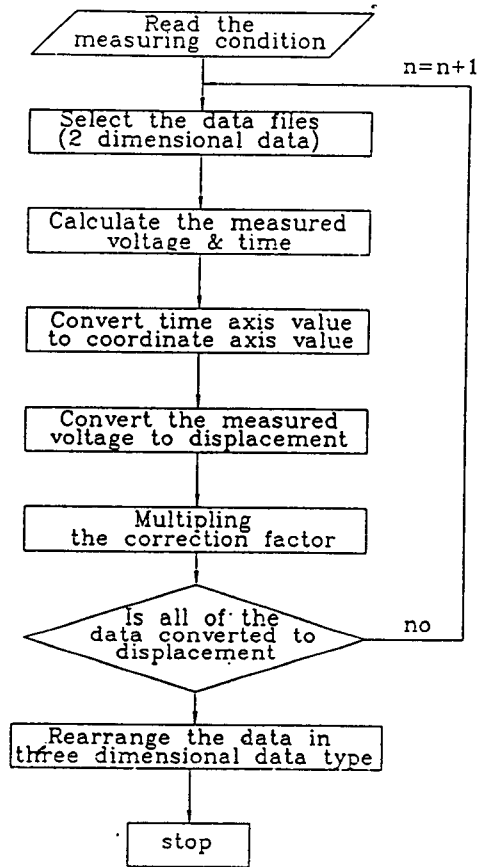 Read the
measuring condition
n=n+1
Select the data files
(2 dimensional data)
Calculate the measured
voltage & time
Convert time axis value
to coordinate axis value
Convert the measured
voltage to displacement
Multipling
the correction factor
Is all of the
data converted to
displacement
no
Rearrange the data in
three dimensional data type
stop